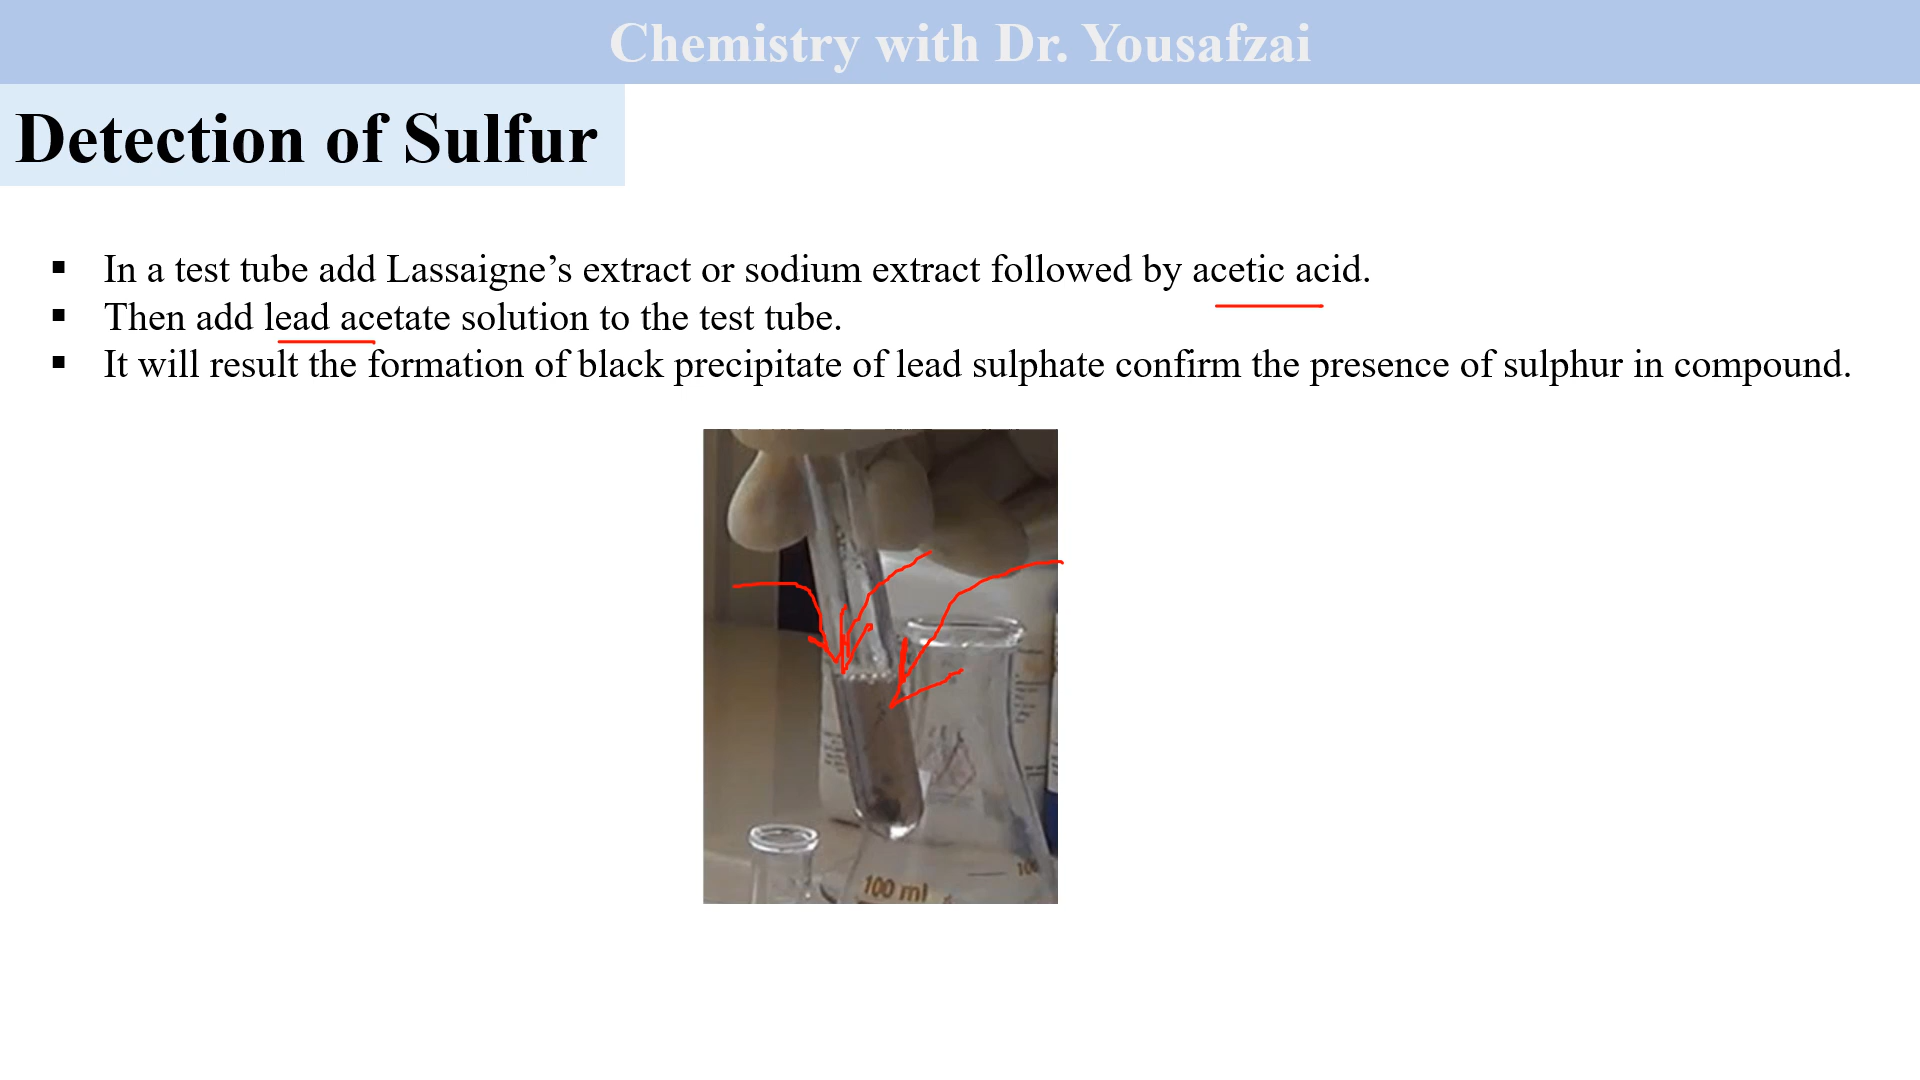 Chemistry with Dr. Yousafzai
Detection of Sulfur
▪ In a test tube add Lassaigne’s extract or sodium extract followed by acetic acid.
▪ Then add lead acetate solution to the test tube.
▪ It will result the formation of black precipitate of lead sulphate confirm the presence of sulphur in compound.
100
100 ml